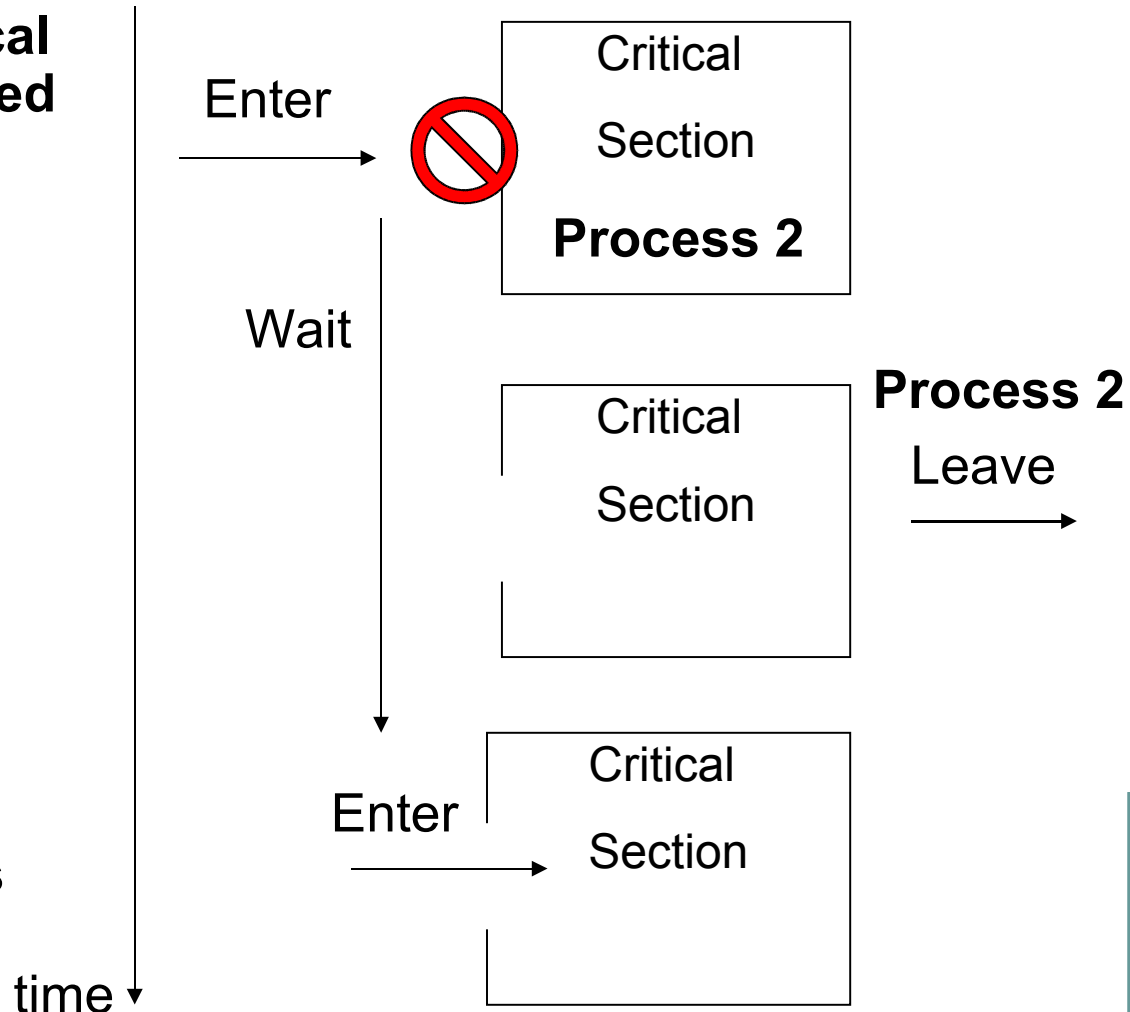 Enter
Critical
Section
Process 2
Wait
Critical
Section
Process 2
Leave
Enter
Critical
Section
time